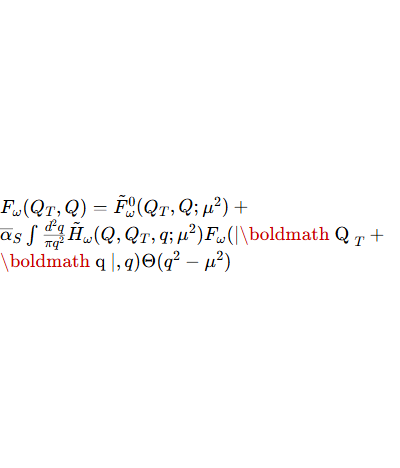 F_ω(Q_T, Q) = F̃^0_ω(Q_T, Q; μ²) +
ᾱ_S ∫ d²q/πq² H̃_ω(Q, Q_T, q; μ²)F_ω(|\boldmath Q _T +
\boldmath q |, q)Θ(q² − μ²)